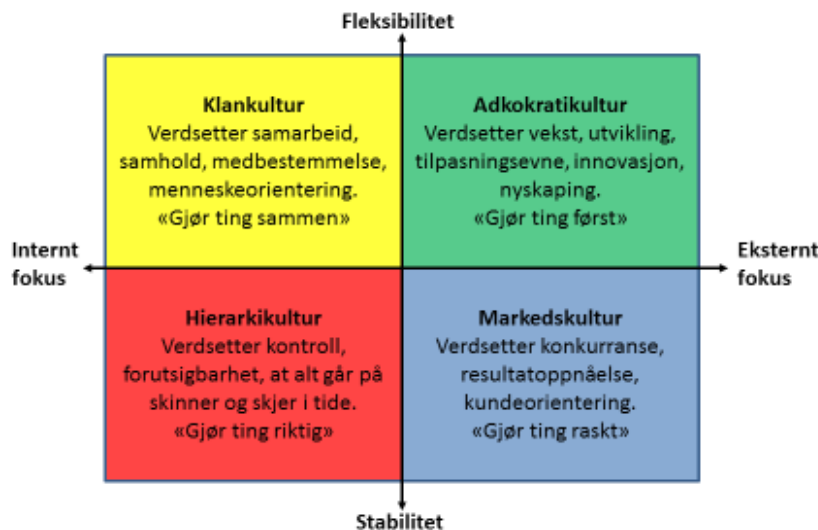 Fleksibilitet
Klankultur
Verdsetter samarbeid,
samhold, medbestemmelse,
menneskeorientering.
«Gjør ting sammen»
Adkokratikultur
Verdsetter vekst, utvikling,
tilpasningsevne, innovasjon,
nyskaping.
«Gjør ting først»
Internt
fokus
Eksternt
fokus
Hierarkikultur
Verdsetter kontroll,
forutsigbarhet, at alt går på
skinner og skjer i tide.
«Gjør ting riktig»
Markedskultur
Verdsetter konkurranse,
resultatoppnåelse,
kundeorientering.
«Gjør ting raskt»
Stabilitet